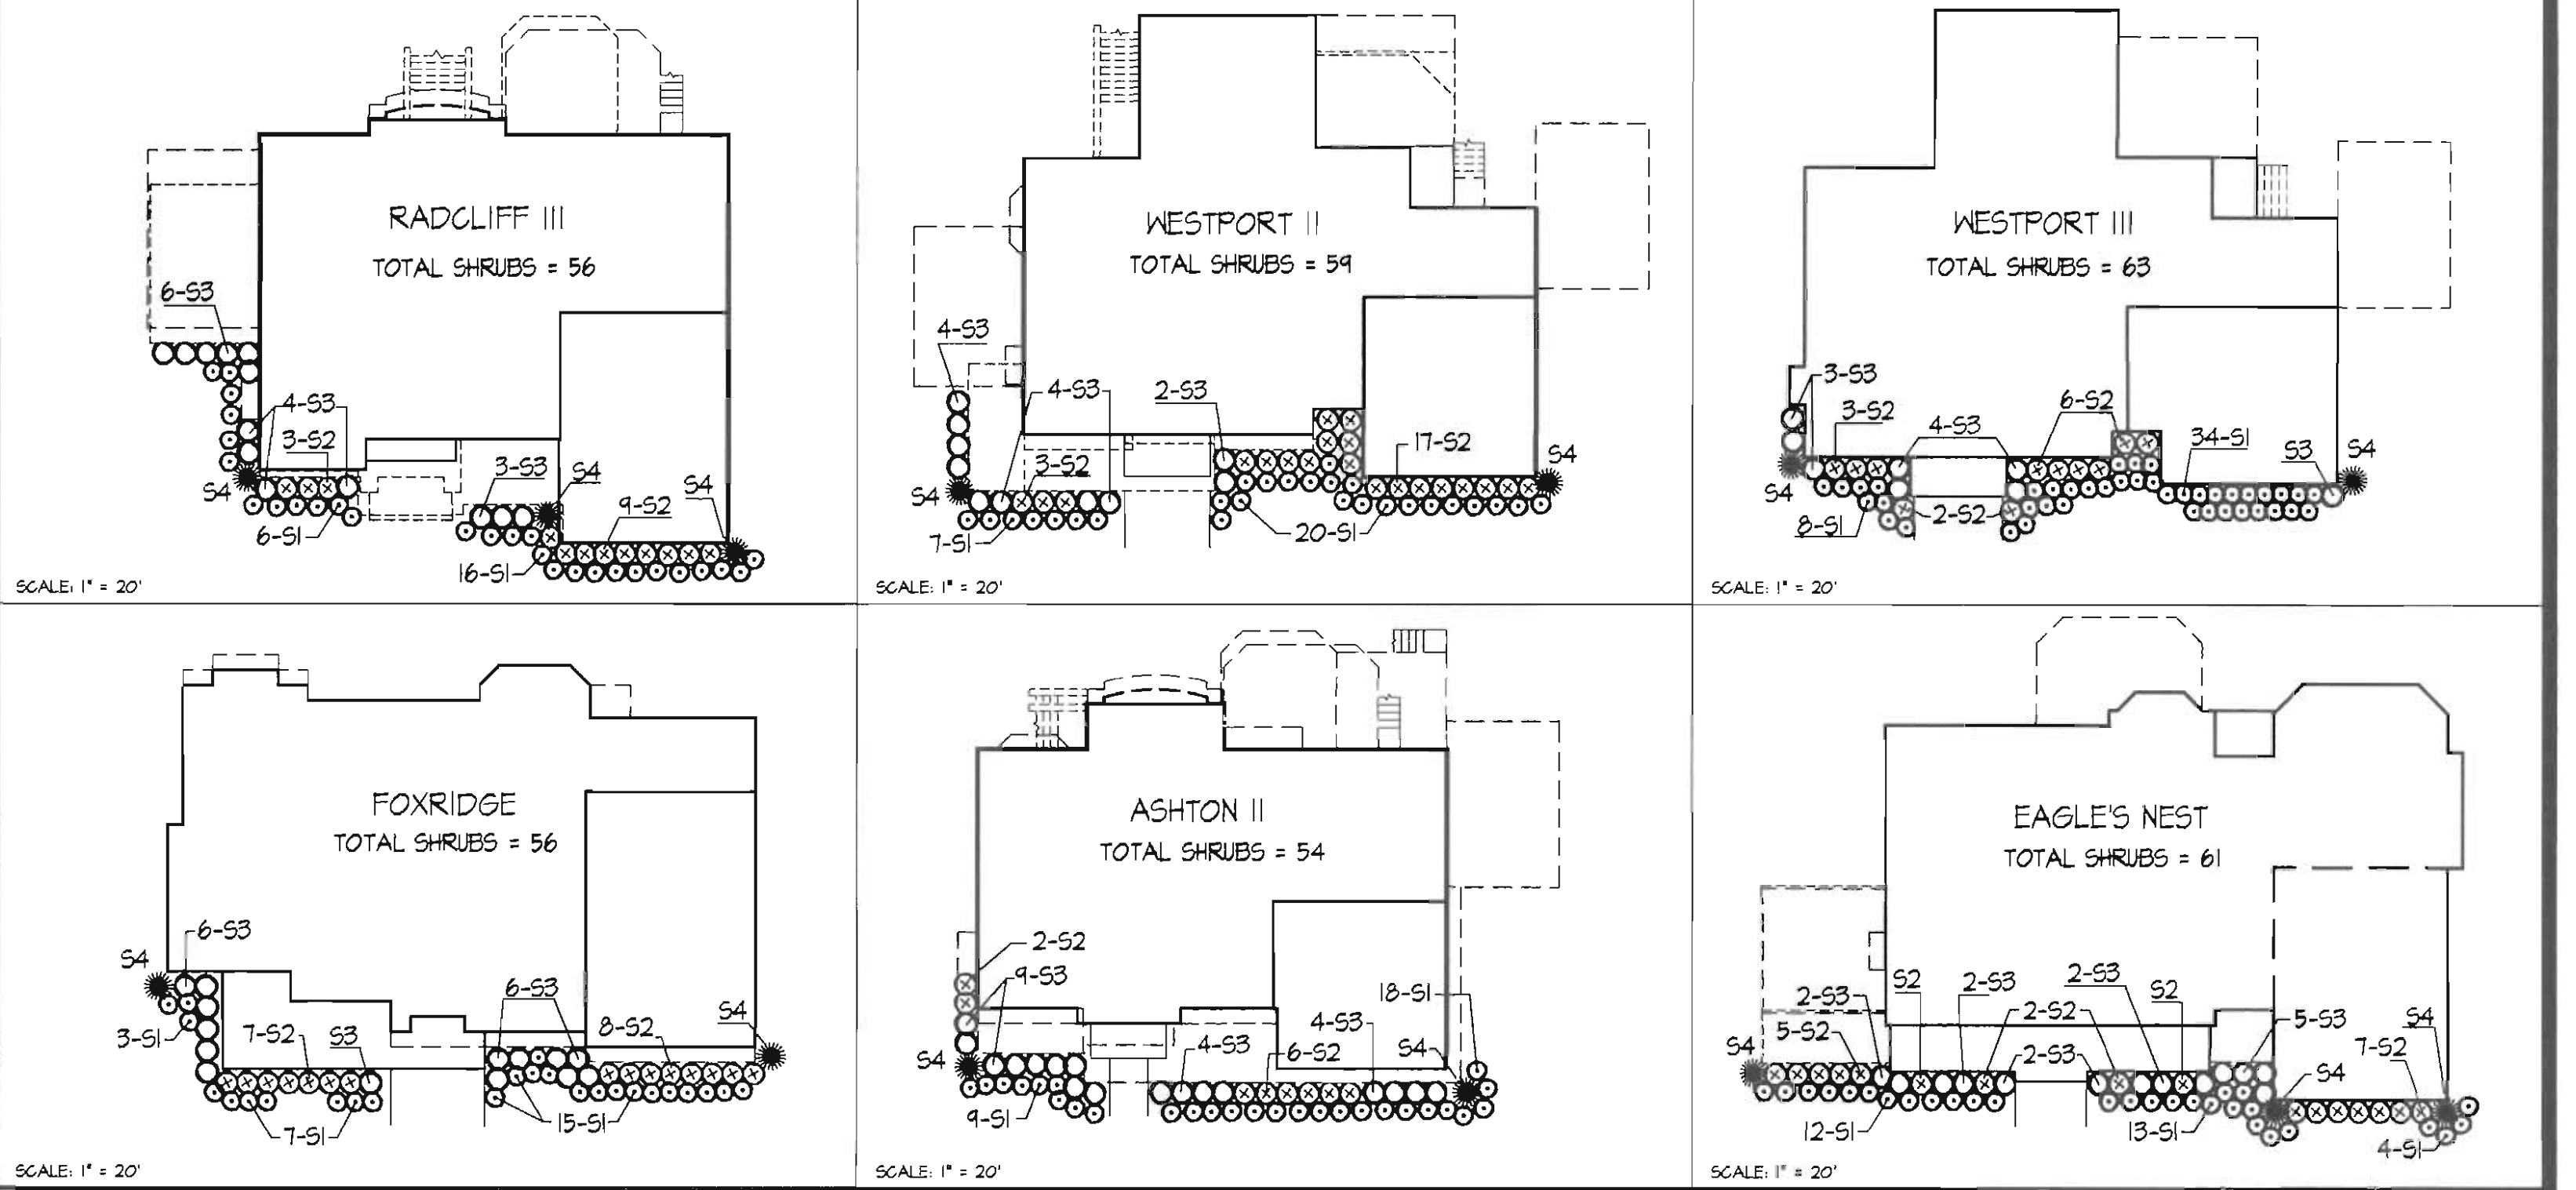 RADCLIFF III
TOTAL SHRUBS = 56
6-S3
4-S3
3-S2
S4
6-S1
3-S3
S4
9-S2
S4
16-S1
SCALE: 1" = 20'
WESTPORT II
TOTAL SHRUBS = 59
4-S3
4-S3
2-S3
17-S2
S4
3-S2
S4
7-S1
20-S1
SCALE: 1" = 20'
WESTPORT III
TOTAL SHRUBS = 63
3-S3
3-S2
4-S3
6-S2
34-S1
S3
S4
S4
8-S1
2-S2
SCALE: 1" = 20'
FOXRIDGE
TOTAL SHRUBS = 56
6-S3
S4
3-S1
7-S2
S3
6-S3
8-S2
S4
7-S1
15-S1
SCALE: 1" = 20'
ASHTON II
TOTAL SHRUBS = 54
2-S2
9-S3
18-S1
4-S3
S4
4-S3
6-S2
S4
9-S1
SCALE: 1" = 20'
EAGLE'S NEST
TOTAL SHRUBS = 61
S2
2-S3
2-S3
S2
2-S3
2-S2
5-S3
S4
5-S2
S4
2-S3
7-S2
S4
12-S1
13-S1
4-S1
SCALE: 1" = 20'